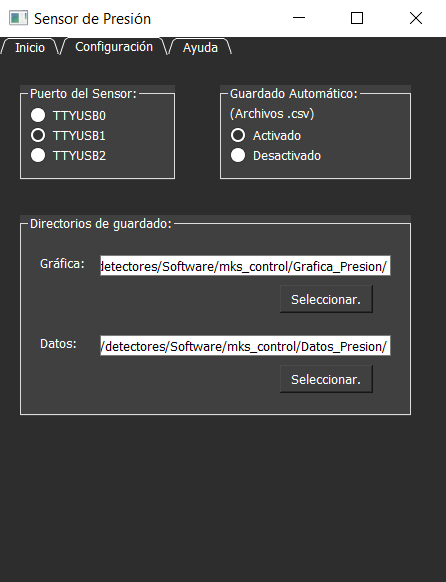 Sensor de Presión
Inicio Configuración Ayuda
Puerto del Sensor:
TTYUSB0
TTYUSB1
TTYUSB2
Guardado Automático:
(Archivos .csv)
Activado
Desactivado
Directorios de guardado:
Gráfica: detectores/Software/mks_control/Grafica_Presion/
Seleccionar.
Datos: /detectores/Software/mks_control/Datos_Presion/
Seleccionar.